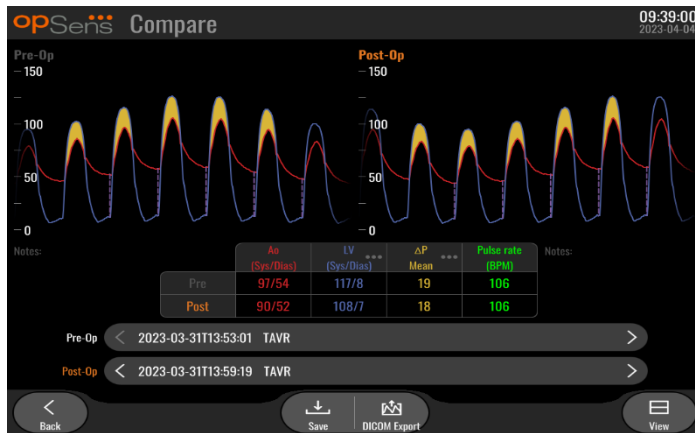 opSens Compare
09:39:00
2023-04-04
Pre-Op
150
100
50
0
Post-Op
150
100
50
0
Notes:
Ao (Sys/Dias) LV (Sys/Dias) ΔP Mean Pulse rate (BPM)
Pre 97/54 117/8 19 106
Post 90/52 108/7 18 106
Notes:
Pre-Op < 2023-03-31T13:53:01 TAVR >
Post-Op < 2023-03-31T13:59:19 TAVR >
Back
Save
DICOM Export
View